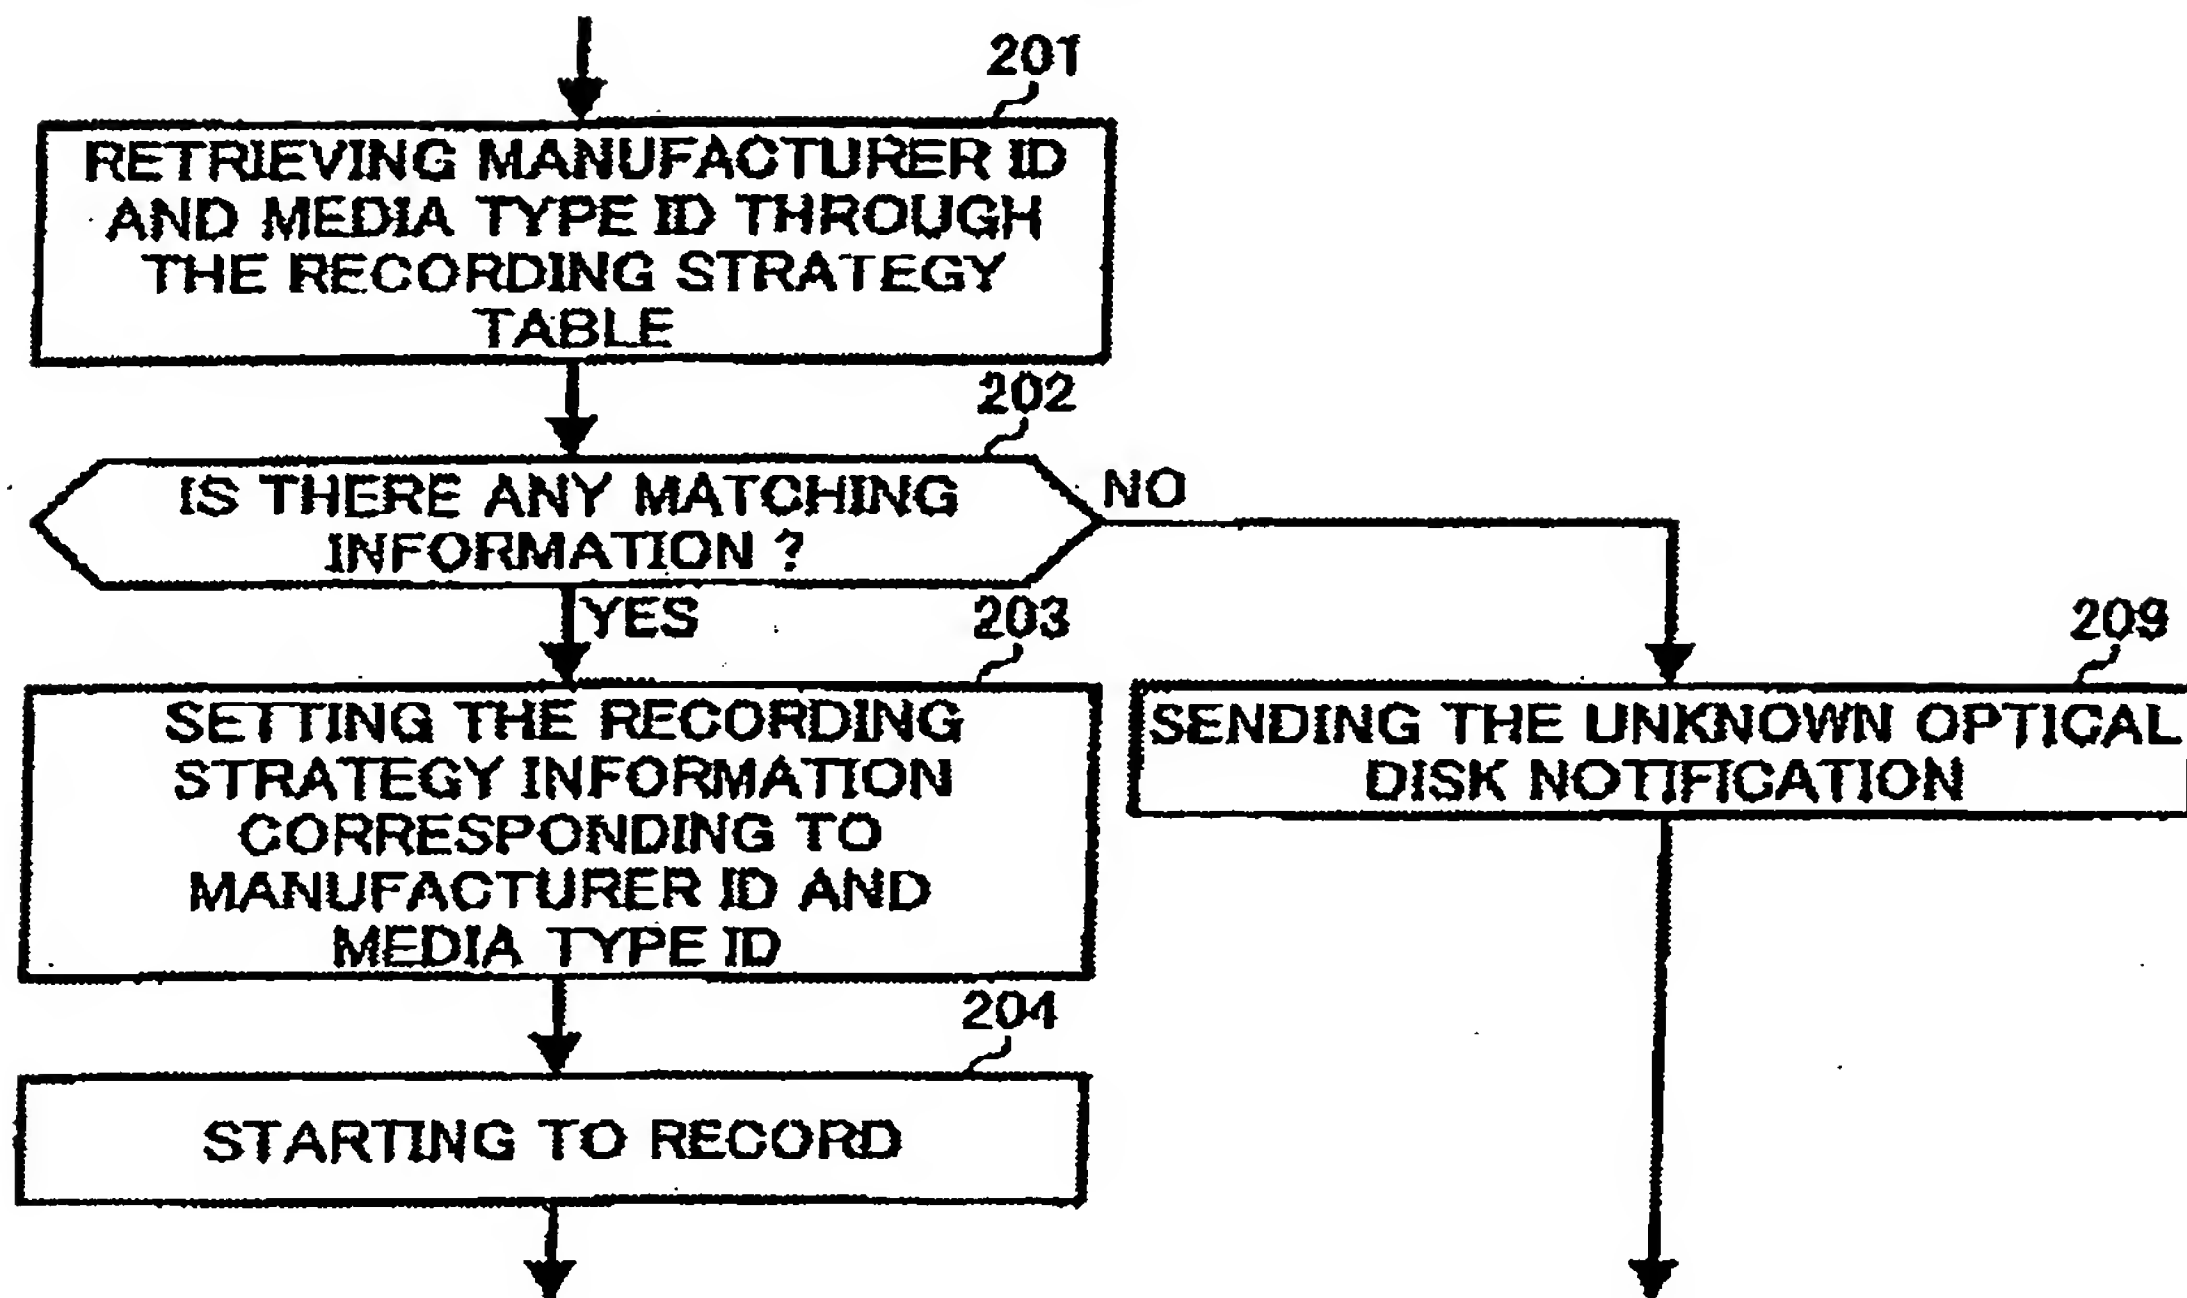 201
RETRIEVING MANUFACTURER ID
AND MEDIA TYPE ID THROUGH
THE RECORDING STRATEGY
TABLE
202
IS THERE ANY MATCHING
INFORMATION ?
NO
YES
203
SETTING THE RECORDING
STRATEGY INFORMATION
CORRESPONDING TO
MANUFACTURER ID AND
MEDIA TYPE ID
209
SENDING THE UNKNOWN OPTICAL
DISK NOTIFICATION
204
STARTING TO RECORD